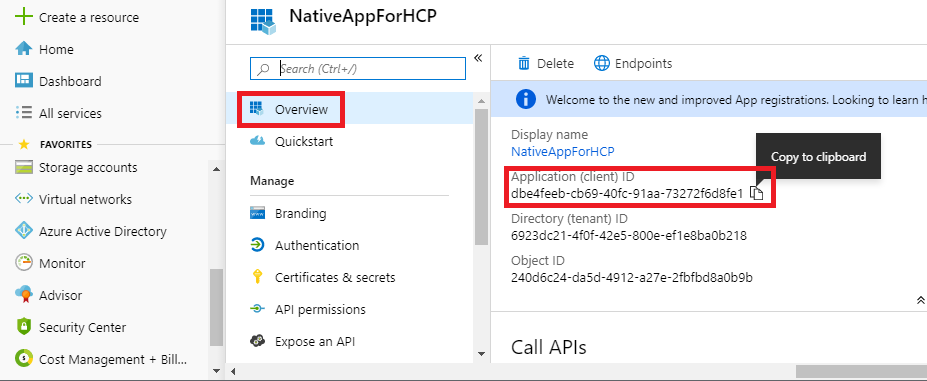 Create a resource
Home
Dashboard
All services
FAVORITES
Storage accounts
Virtual networks
Azure Active Directory
Monitor
Advisor
Security Center
Cost Management + Bill...
NativeAppForHCP
Search (Ctrl+/)
«
Overview
Quickstart
Manage
Branding
Authentication
Certificates & secrets
API permissions
Expose an API
Delete
Endpoints
Welcome to the new and improved App registrations. Looking to learn h
Display name
NativeAppForHCP
Copy to clipboard
Application (client) ID
dbe4feeb-cb69-40fc-91aa-73272f6d8fe1
Directory (tenant) ID
6923dc21-4f0f-42e5-800e-ef1e8ba0b218
Object ID
240d6c24-da5d-4912-a27e-2fbfbd8a0b9b
Call APIs